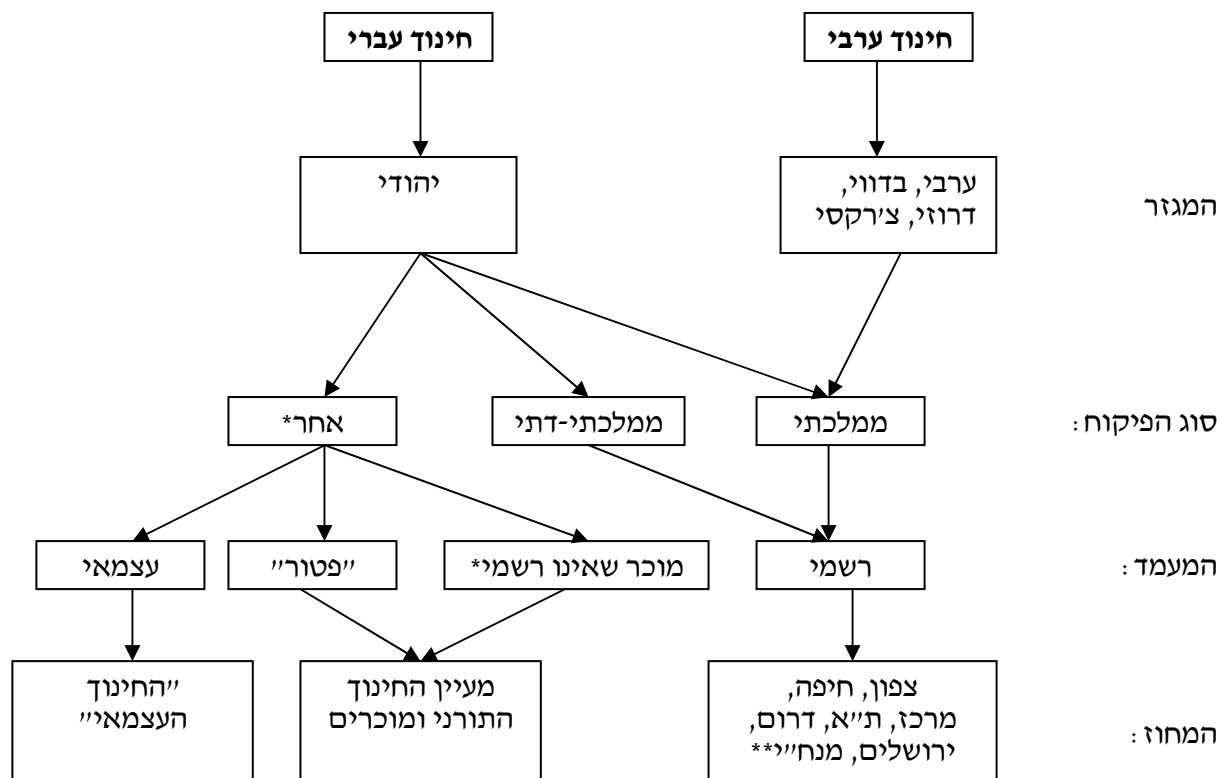 חינוך ערבי
חינוך עברי
המגזר
ערבי, בדווי,
דרוזי, צ׳רקסי
יהודי
סוג הפיקוח:
ממלכתי
ממלכתי-דתי
אחר*
המעמד:
רשמי
מוכר שאינו רשמי*
״פטור״
עצמאי
המחוז:
צפון, חיפה,
מרכז, ת״א, דרום,
ירושלים, מנח״י**
מעיין החינוך
התורני ומוכרים
״החינוך
העצמאי״